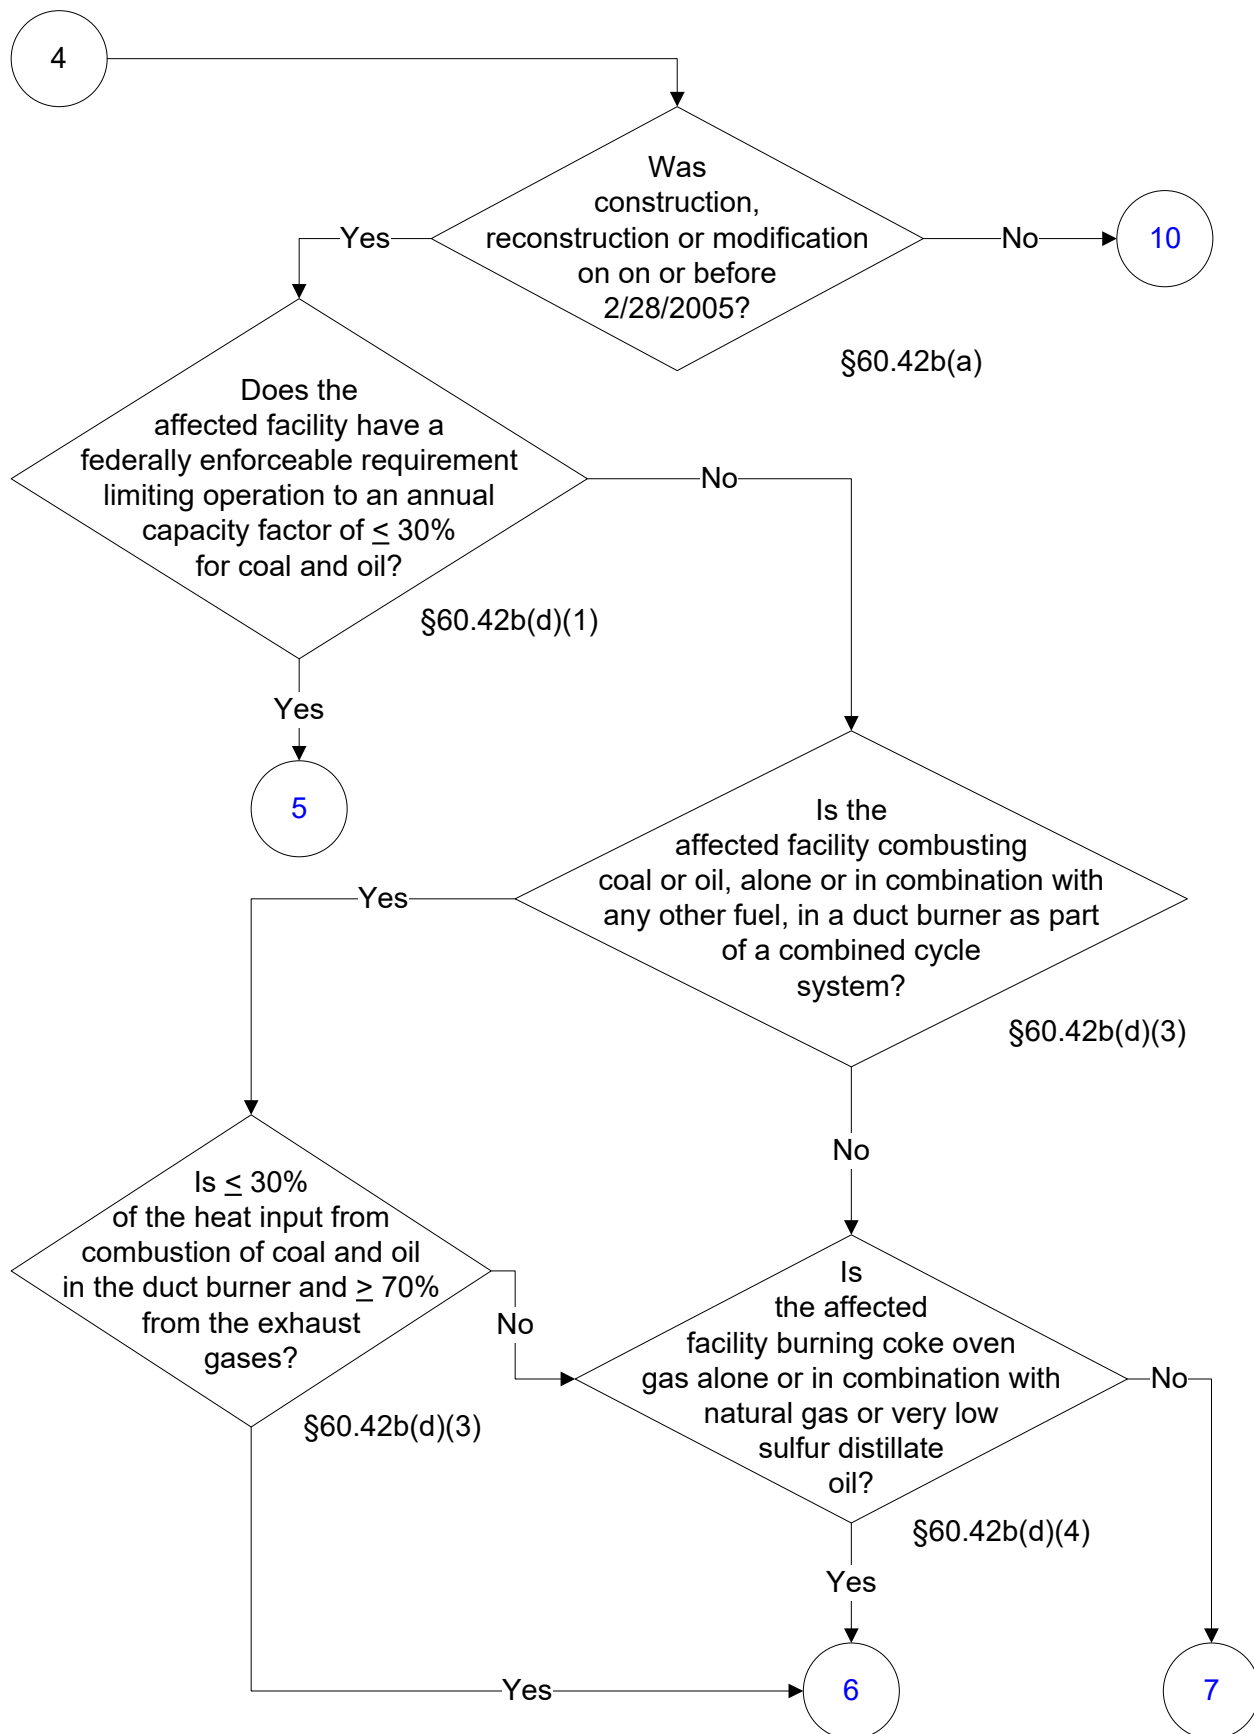 4
Was
construction,
reconstruction or modification
on on or before
2/28/2005?
Yes
No
10
§60.42b(a)
Does the
affected facility have a
federally enforceable requirement
limiting operation to an annual
capacity factor of ≤ 30%
for coal and oil?
No
§60.42b(d)(1)
Yes
5
Is the
affected facility combusting
coal or oil, alone or in combination with
any other fuel, in a duct burner as part
of a combined cycle
system?
Yes
§60.42b(d)(3)
No
Is ≤ 30%
of the heat input from
combustion of coal and oil
in the duct burner and ≥ 70%
from the exhaust
gases?
No
§60.42b(d)(3)
Is
the affected
facility burning coke oven
gas alone or in combination with
natural gas or very low
sulfur distillate
oil?
No
§60.42b(d)(4)
Yes
Yes
6
7